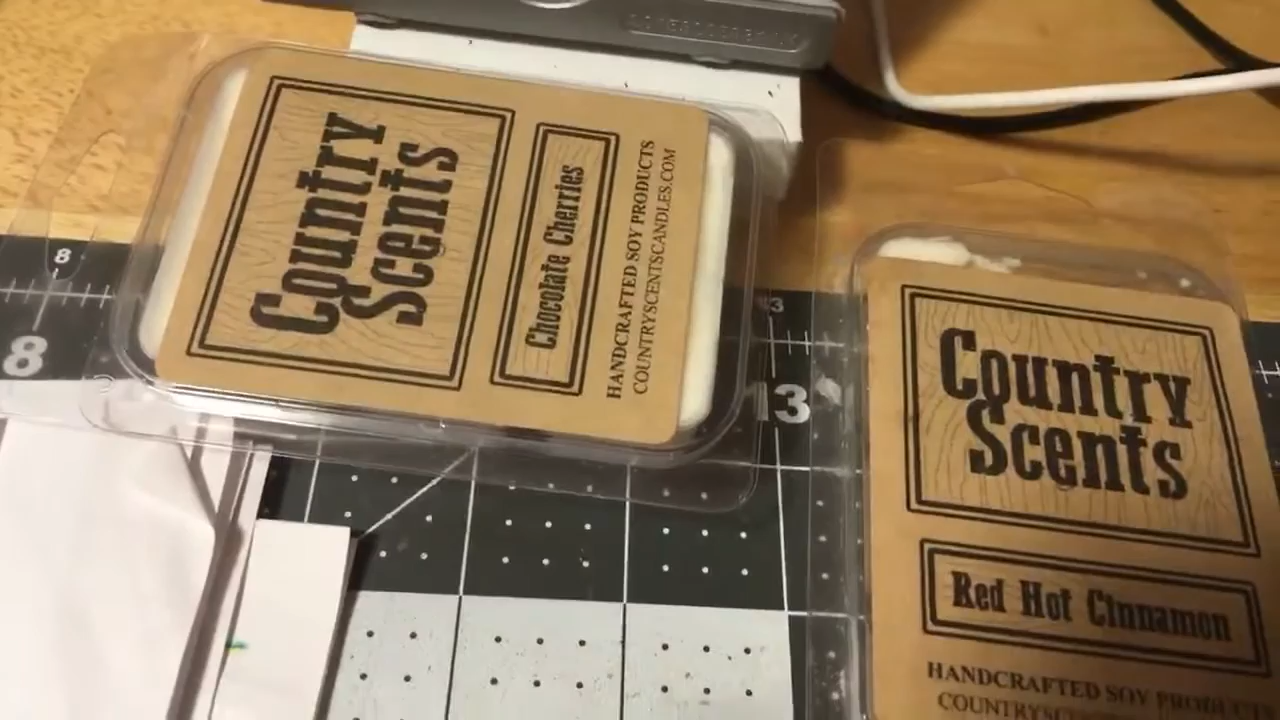 Country
Scents
Chocolate Cherries
HANDCRAFTED SOY PRODUCTS
COUNTRYSCENTSCANDLES.COM
Country
Scents
Red Hot Cinnamon
HANDCRAFTED SOY PRODUCTS
8
8
13
13